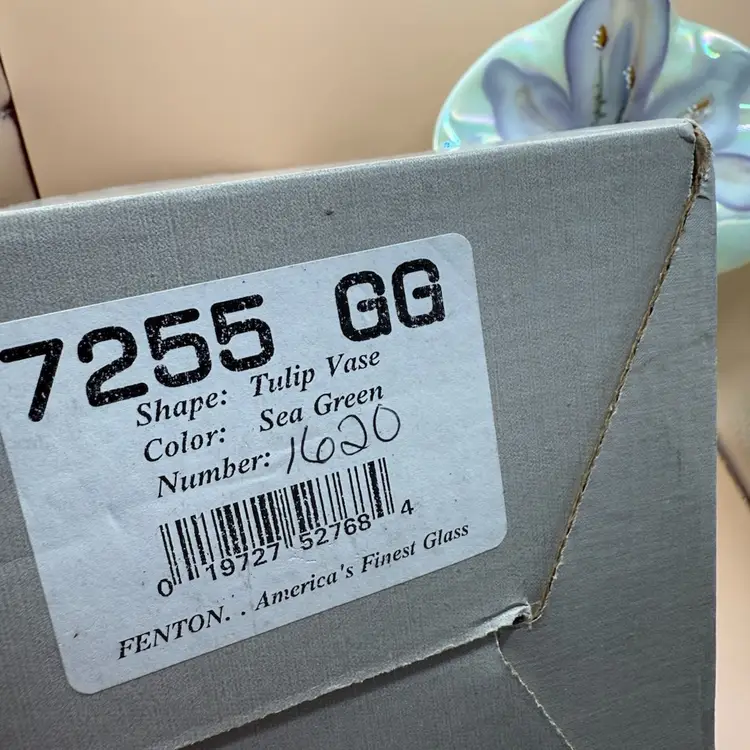 7255 GG
Shape: Tulip Vase
Color: Sea Green
Number: 1620
0 19727 52768 4
FENTON. . America's Finest Glass